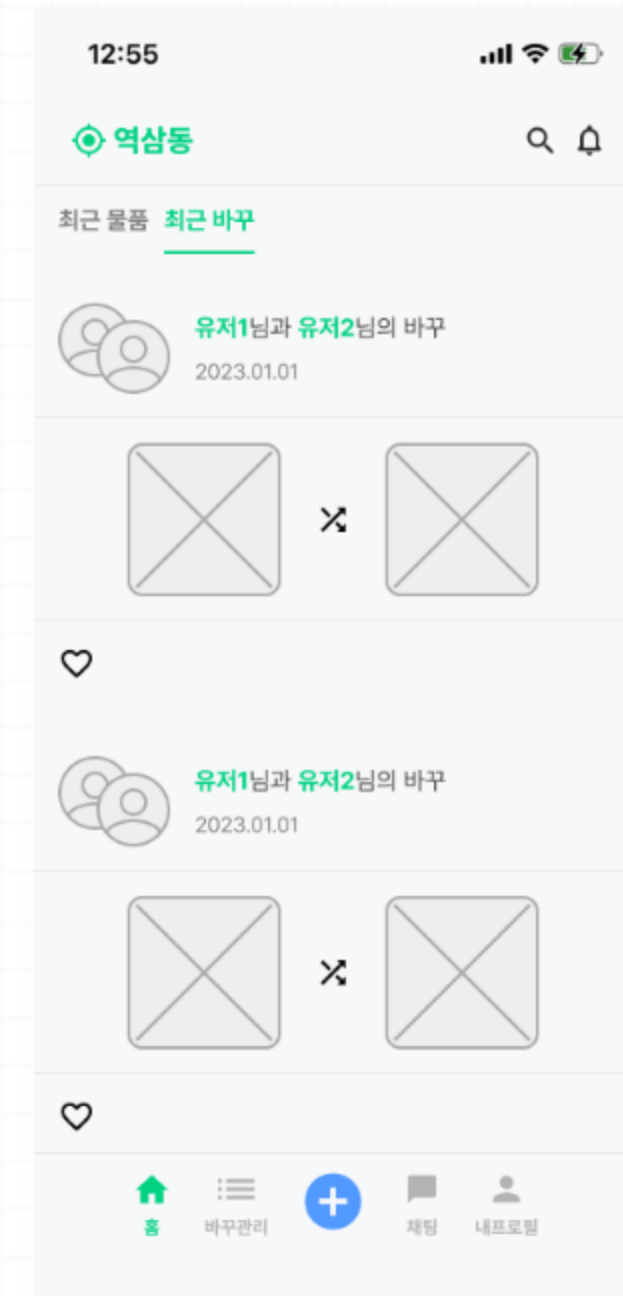 12:55
역삼동
최근 물품 최근 바꾸
유저1님과 유저2님의 바꾸
2023.01.01
유저1님과 유저2님의 바꾸
2023.01.01
홈 바꾸관리 채팅 내프로필